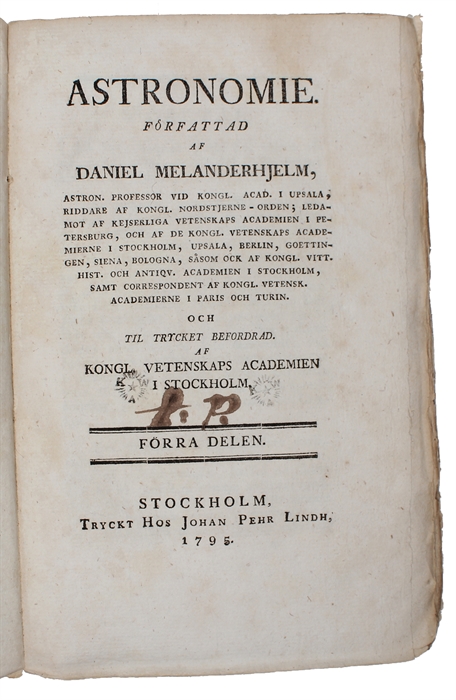 ASTRONOMIE.
FÖRFATTAD
AF
DANIEL MELANDERHJELM,
ASTRON. PROFESSOR VID KONGL. ACAD. I UPSALA,
RIDDARE AF KONGL. NORDSTJERNE-ORDEN; LEDA-
MOT AF KEJSERLIGA VETENSKAPS ACADEMIEN I PE-
TERSBURG, OCH AF DE KONGL. VETENSKAPS ACADE-
MIERNE I STOCKHOLM, UPSALA, BERLIN, GOETTIN-
GEN, SIENA, BOLOGNA, SÅSOM OCK AF KONGL. VITT.
HIST. OCH ANTIQV. ACADEMIEN I STOCKHOLM,
SAMT CORRESPONDENT AF KONGL. VETENSK.
ACADEMIERNE I PARIS OCH TURIN.
OCH
TIL TRYCKET BEFORDRAD.
AF
KONGL. VETENSKAPS ACADEMIEN
I STOCKHOLM.
FÖRRA DELEN.
STOCKHOLM,
TRYCKT HOS JOHAN PEHR LINDH,
1795.